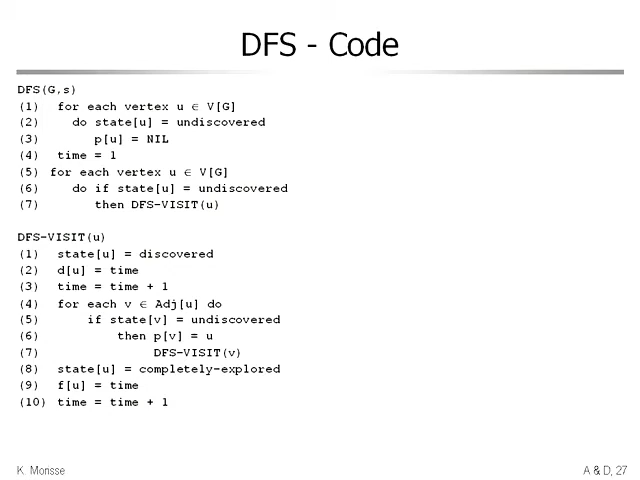 DFS - Code
DFS(G,s)
(1) for each vertex u ∈ V[G]
(2) do state[u] = undiscovered
(3) p[u] = NIL
(4) time = 1
(5) for each vertex u ∈ V[G]
(6) do if state[u] = undiscovered
(7) then DFS-VISIT(u)
DFS-VISIT(u)
(1) state[u] = discovered
(2) d[u] = time
(3) time = time + 1
(4) for each v ∈ Adj[u] do
(5) if state[v] = undiscovered
(6) then p[v] = u
(7) DFS-VISIT(v)
(8) state[u] = completely-explored
(9) f[u] = time
(10) time = time + 1
K. Monsse A & D, 27